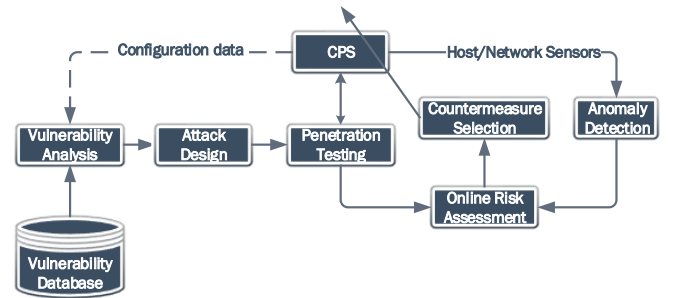 Configuration data
CPS
Host/Network Sensors
Vulnerability
Analysis
Attack
Design
Penetration
Testing
Countermeasure
Selection
Anomaly
Detection
Online Risk
Assessment
Vulnerability
Database